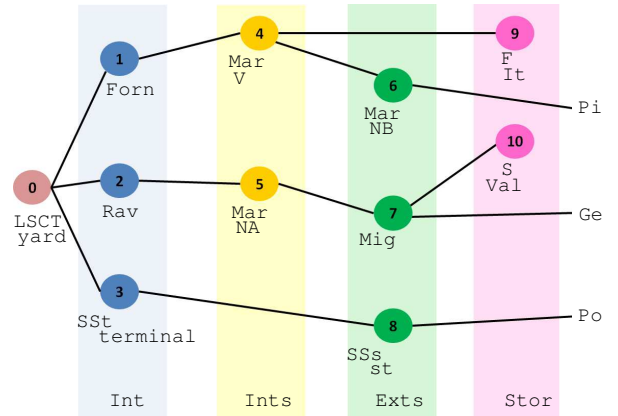 4
9
1
Mar
V
F
It
Forn
6
Pi
Mar
NB
10
0
2
5
S
Val
LSCT
yard
Rav
Mar
NA
7
Ge
Mig
3
SSt
terminal
8
Po
SSs
st
Int
Ints
Exts
Stor